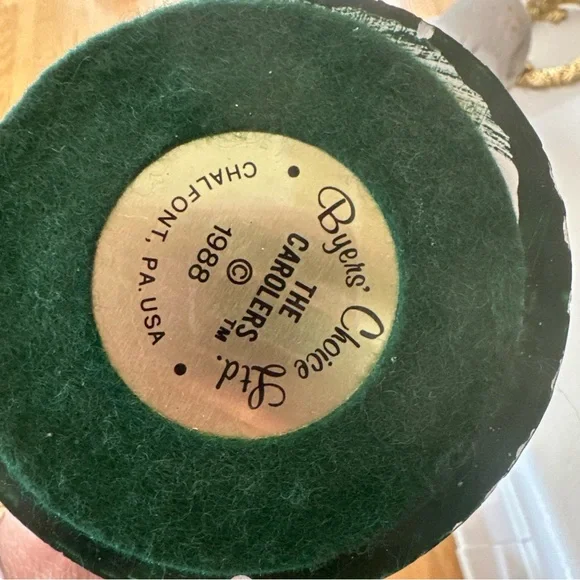 Byers' Choice Ltd.
THE
CAROLERS™
©
1988
CHALFONT, PA. USA